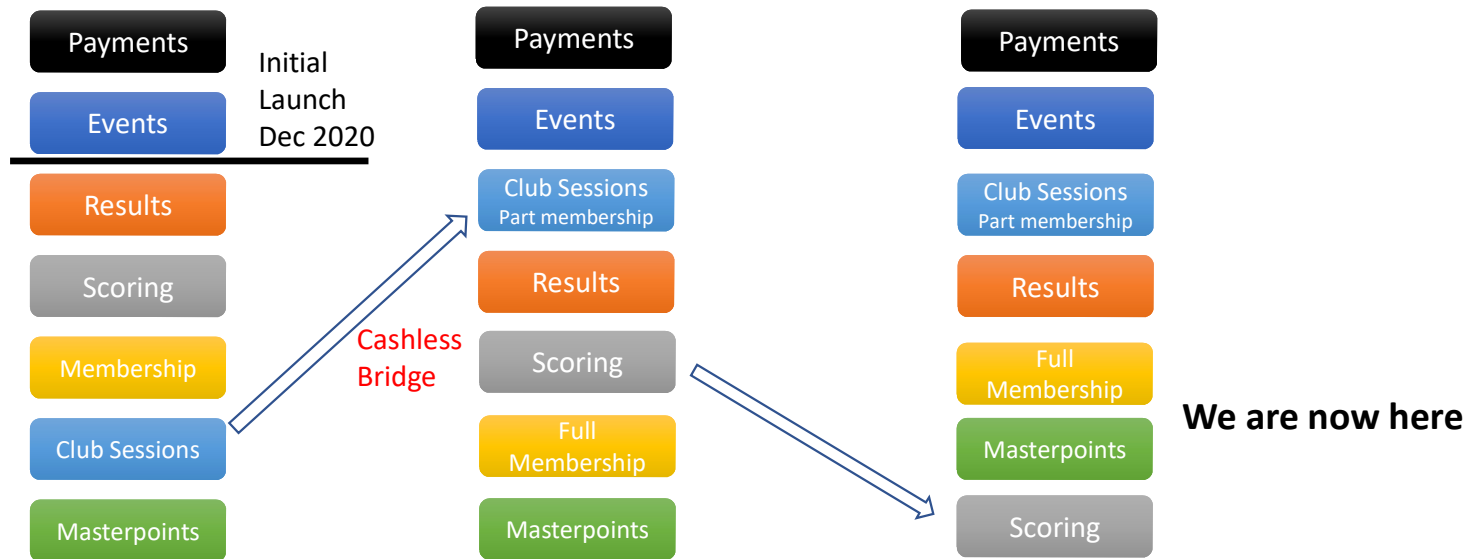 Payments
Events
Initial
Launch
Dec 2020
Results
Scoring
Membership
Club Sessions
Masterpoints
Cashless
Bridge
Payments
Events
Club Sessions
Part membership
Results
Scoring
Full
Membership
Masterpoints
Payments
Events
Club Sessions
Part membership
Results
Full
Membership
Masterpoints
Scoring
We are now here